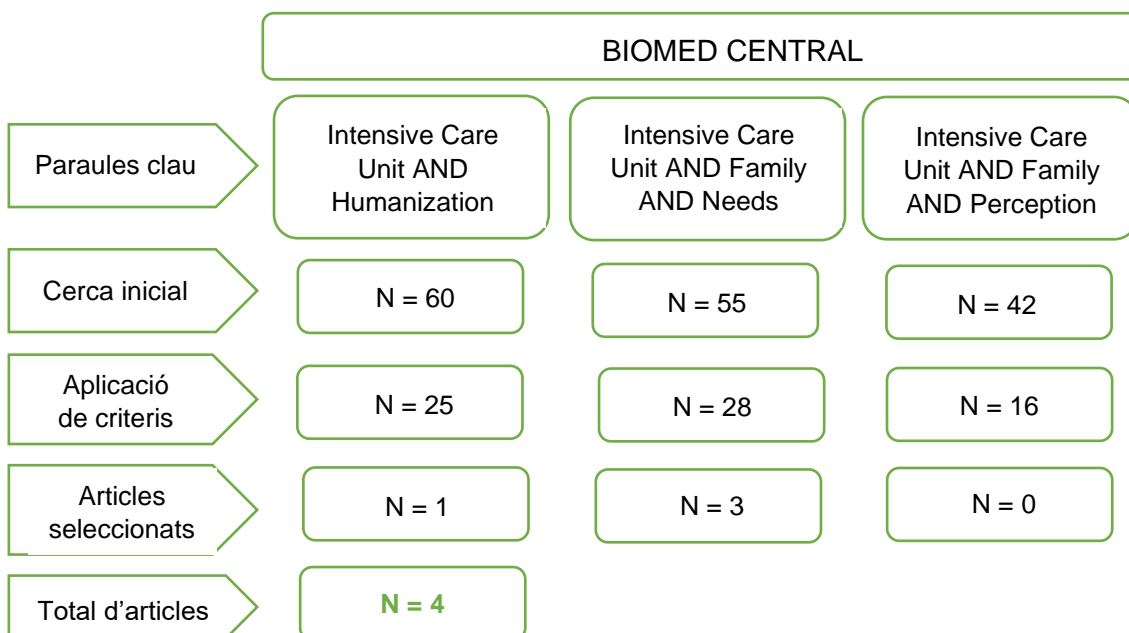 BIOMED CENTRAL
Paraules clau
Intensive Care
Unit AND
Humanization
Intensive Care
Unit AND Family
AND Needs
Intensive Care
Unit AND Family
AND Perception
Cerca inicial
N = 60
N = 55
N = 42
Aplicació
de criteris
N = 25
N = 28
N = 16
Articles
seleccionats
N = 1
N = 3
N = 0
Total d’articles
N = 4